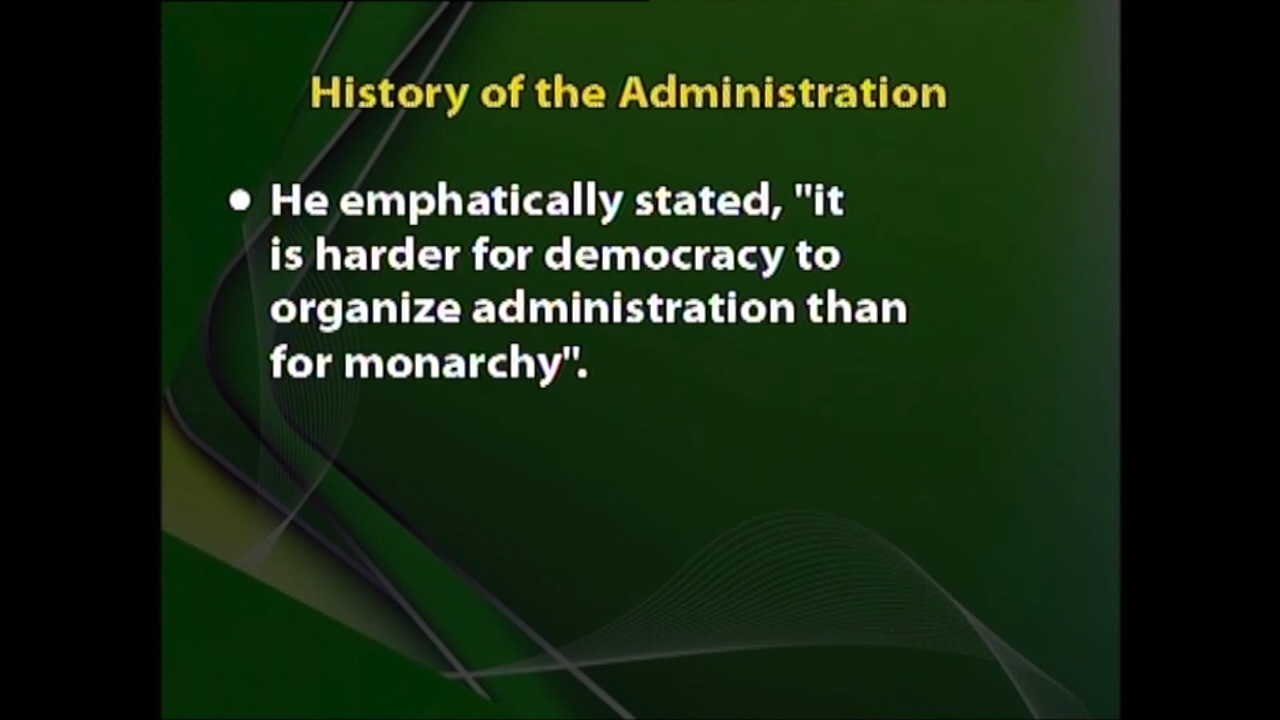 History of the Administration
• He emphatically stated, "it
is harder for democracy to
organize administration than
for monarchy".